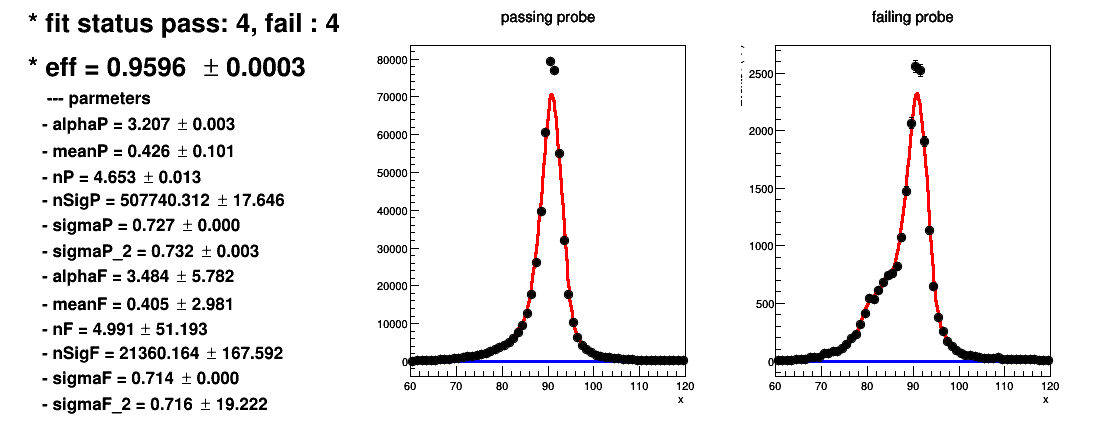 * fit status pass: 4, fail : 4
* eff = 0.9596 ± 0.0003
--- parmeters
- alphaP = 3.207 ± 0.003
- meanP = 0.426 ± 0.101
- nP = 4.653 ± 0.013
- nSigP = 507740.312 ± 17.646
- sigmaP = 0.727 ± 0.000
- sigmaP_2 = 0.732 ± 0.003
- alphaF = 3.484 ± 5.782
- meanF = 0.405 ± 2.981
- nF = 4.991 ± 51.193
- nSigF = 21360.164 ± 167.592
- sigmaF = 0.714 ± 0.000
- sigmaF_2 = 0.716 ± 19.222
passing probe
80000
70000
60000
50000
40000
30000
20000
10000
0
60 70 80 90 100 110 120
x
failing probe
2500
2000
1500
1000
500
0
60 70 80 90 100 110 120
x